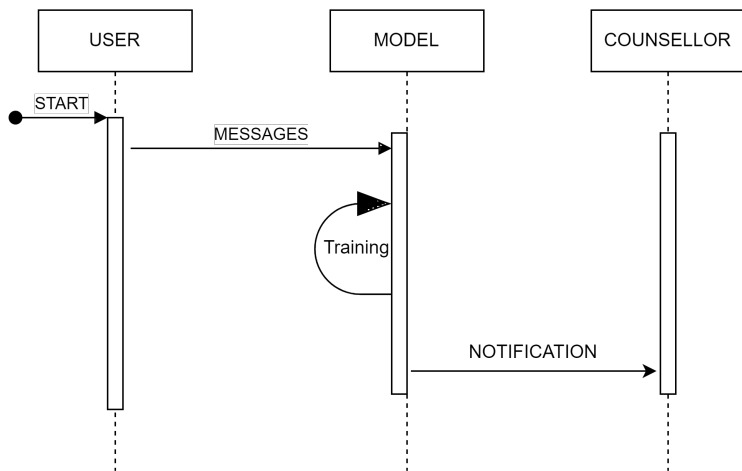 USER
MODEL
COUNSELLOR
START
MESSAGES
Training
NOTIFICATION